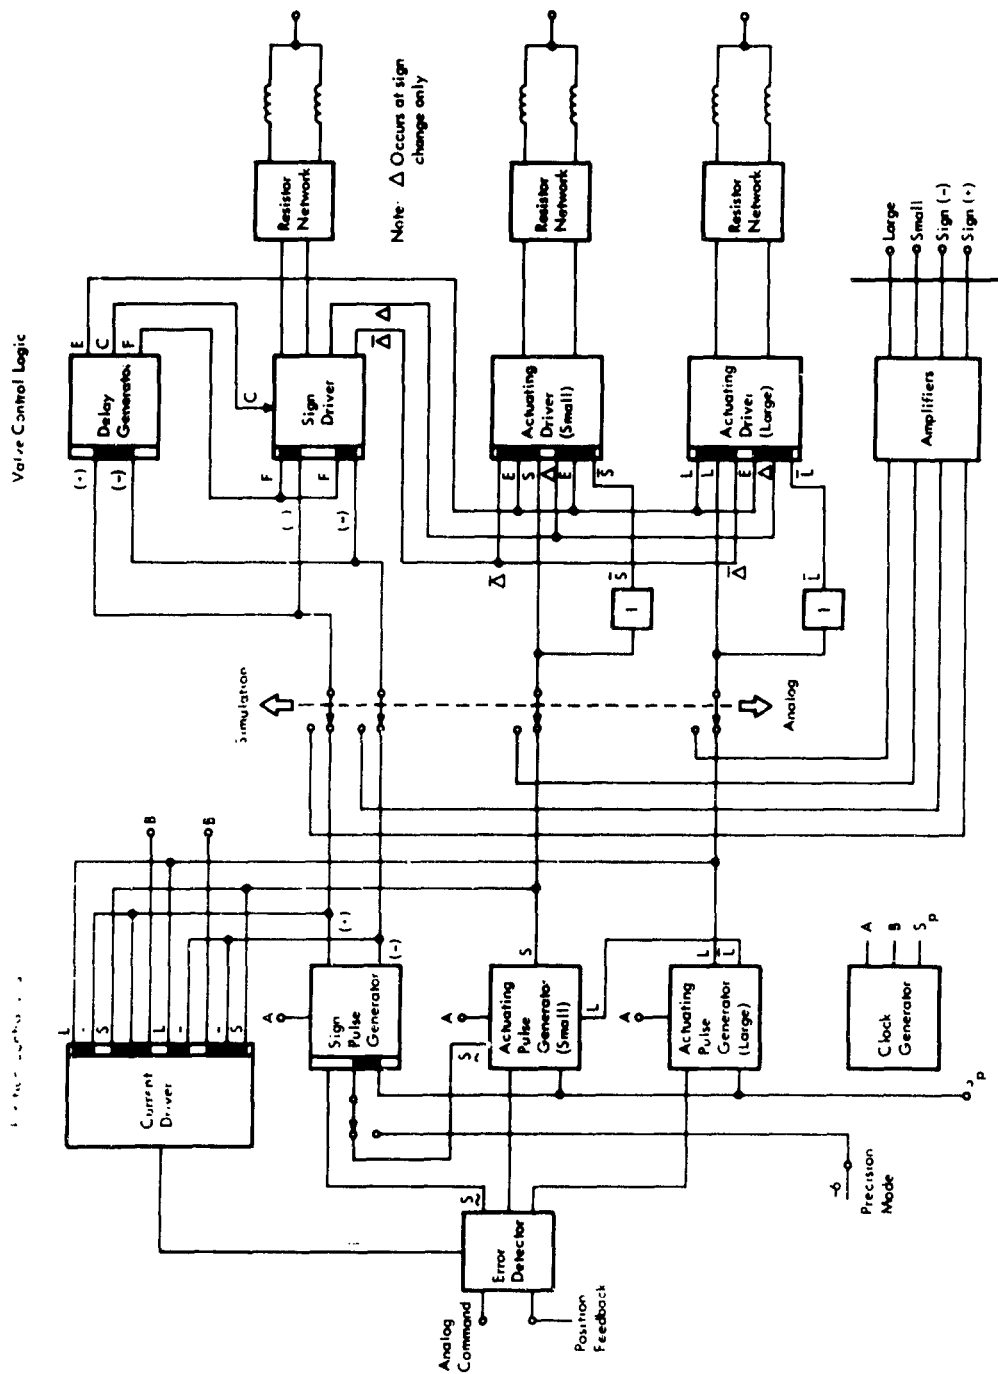 Valve Control Logic
Delay
Generator
(+)
(-)
E
C
F
C
Sign
Driver
F
F
( )
(-)
Δ
Δ̅
Resistor
Network
Note: Δ Occurs at sign
change only
Actuating
Driver
(Small)
E
S
Δ
E
S̅
Resistor
Network
Actuating
Driver
(Large)
L
L
E
Δ
L̅
Resistor
Network
Δ̅
Δ̅
S̅
I
L̅
I
Amplifiers
Large
Small
Sign (-)
Sign (+)
Simulation
Analog
Current
Driver
L
-
S
L
-
-
S
B
B
(+)
(-)
A
Sign
Pulse
Generator
A
S
Actuating
Pulse
Generator
(Small)
S
L
A
Actuating
Pulse
Generator
(Large)
L
L̅
Clock
Generator
A
B
Sp
p
Error
Detector
S
Analog
Command
Position
Feedback
-6
Precision
Mode